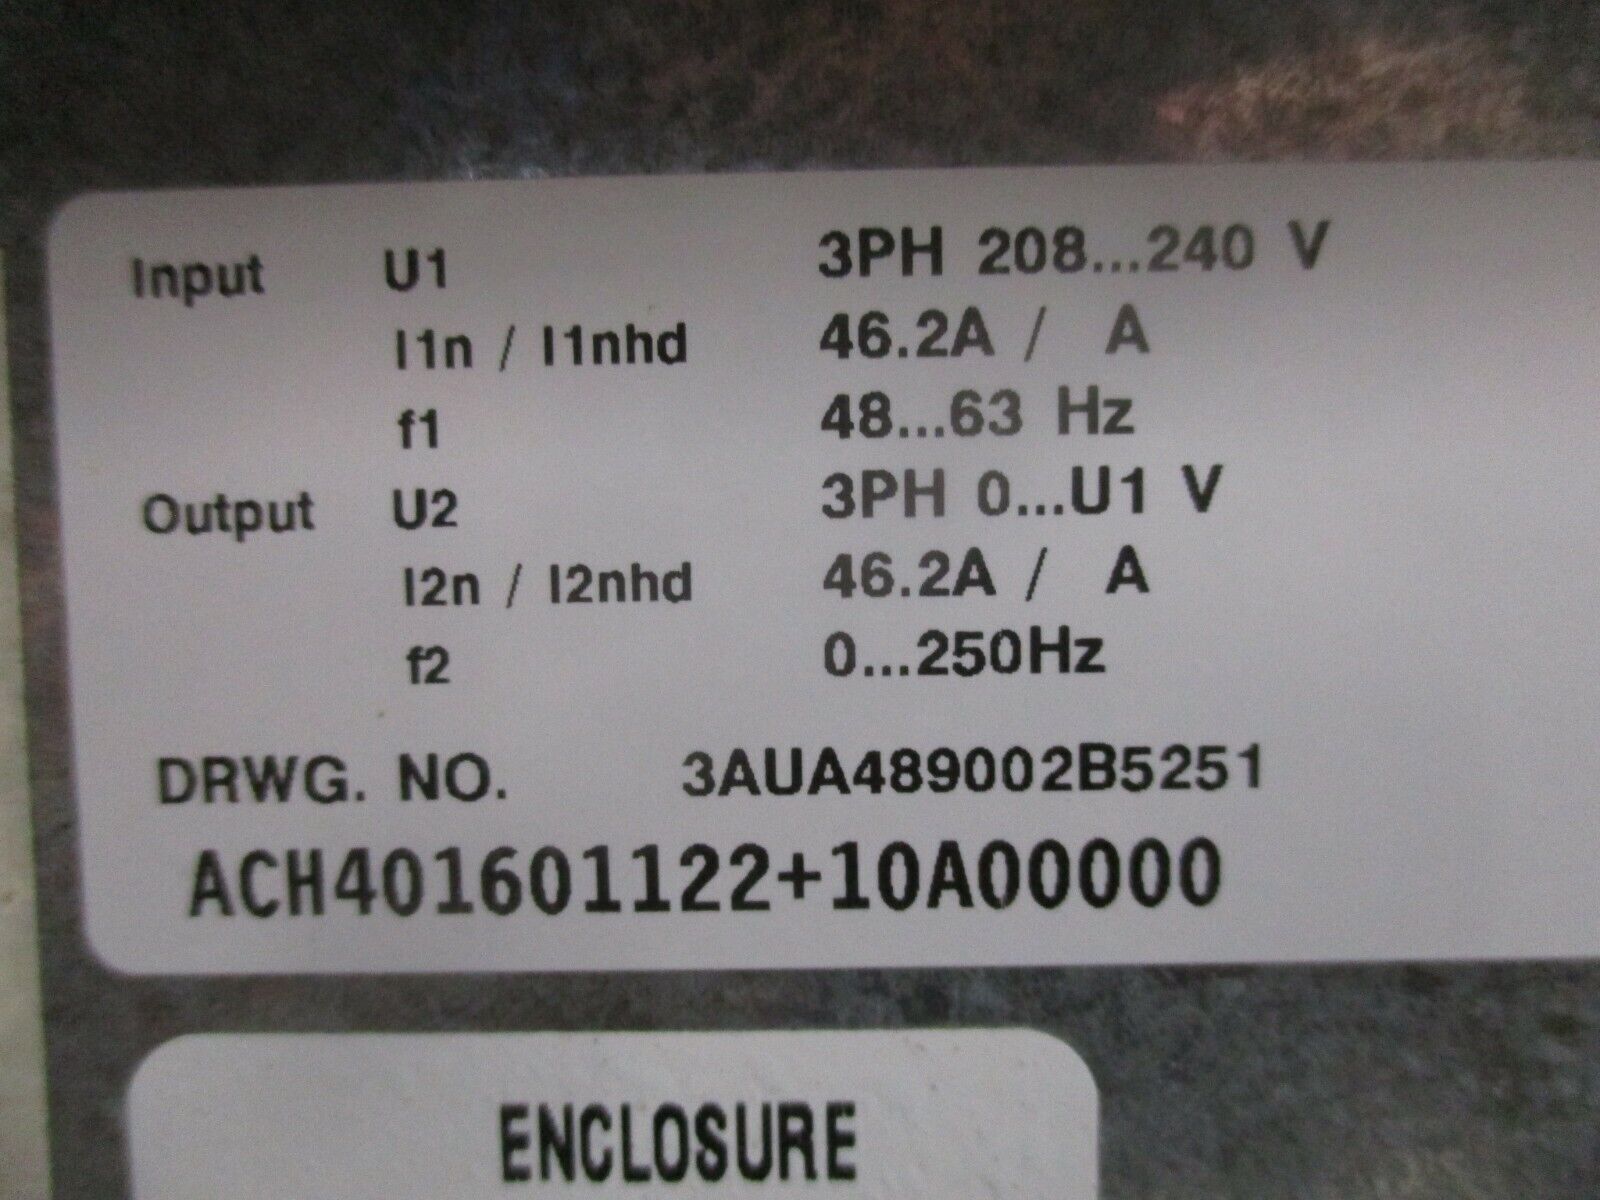 Input U1 3PH 208...240 V
I1n / I1nhd 46.2A / A
f1 48...63 Hz
Output U2 3PH 0...U1 V
I2n / I2nhd 46.2A / A
f2 0...250Hz
DRWG. NO. 3AUA489002B5251
ACH401601122+10A00000
ENCLOSURE